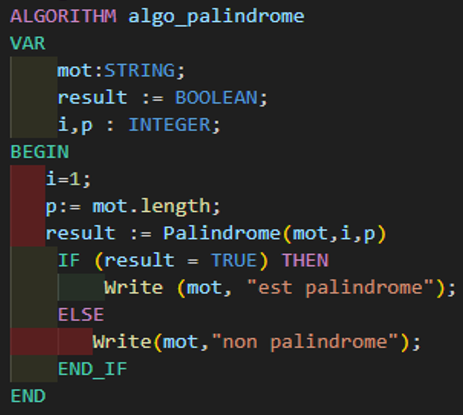 ALGORITHM algo_palindrome
VAR
mot:STRING;
result := BOOLEAN;
i,p : INTEGER;
BEGIN
i=1;
p:= mot.length;
result := Palindrome(mot,i,p)
IF (result = TRUE) THEN
Write (mot, "est palindrome");
ELSE
Write(mot,"non palindrome");
END_IF
END